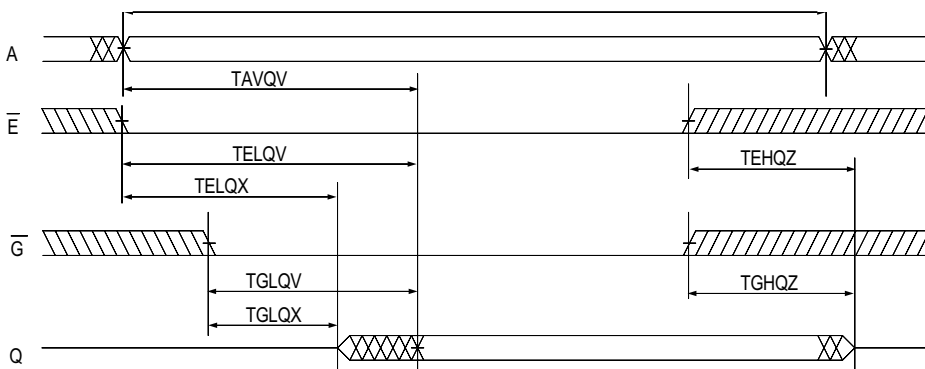 A
TAVQV
E
TELQV
TEHQZ
TELQX
G
TGLQV
TGHQZ
TGLQX
Q